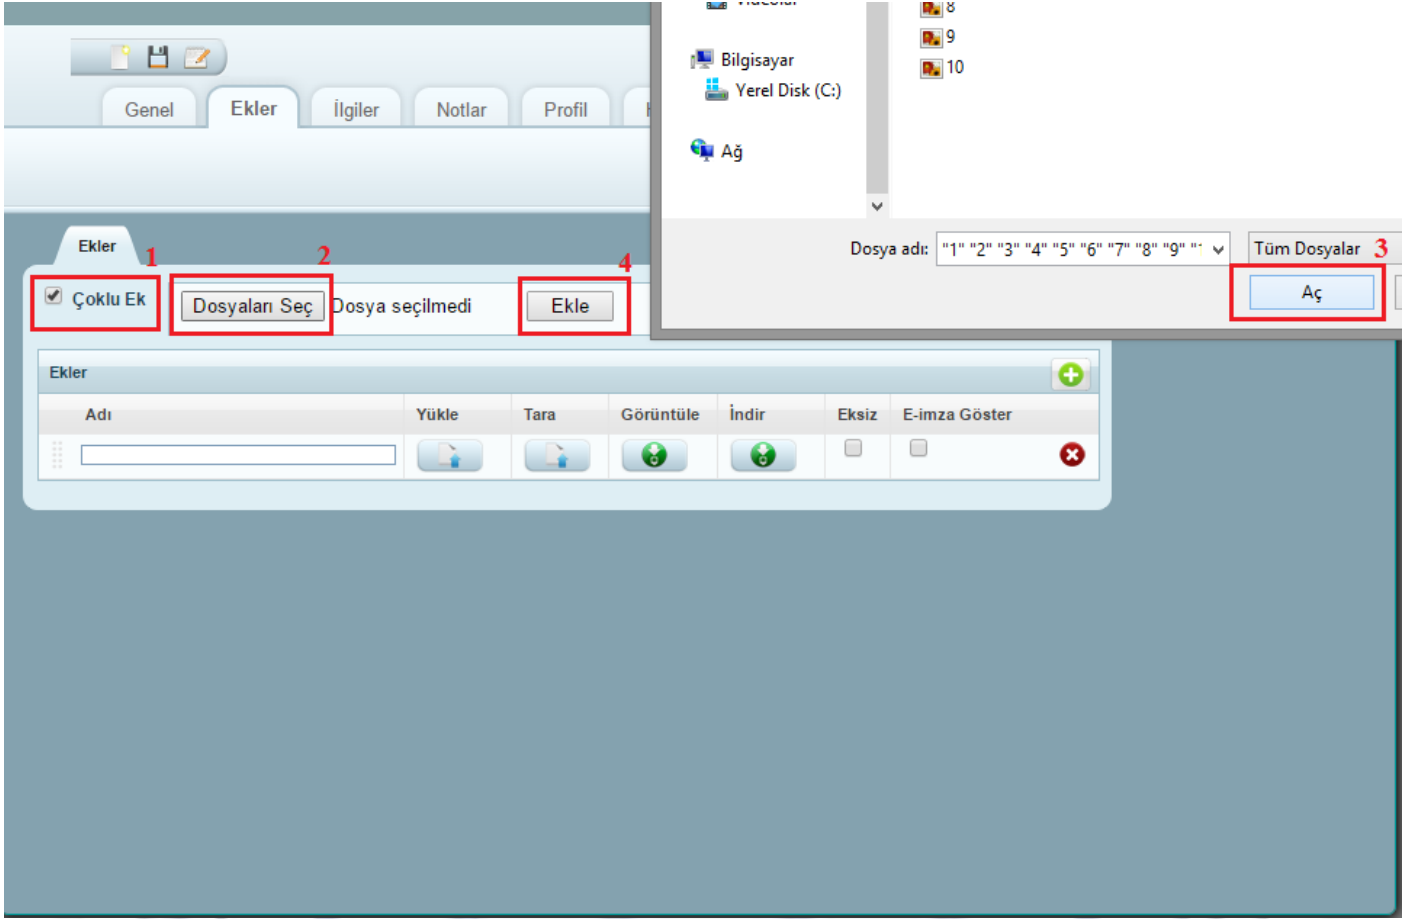 8
9
10
Bilgisayar
Yerel Disk (C:)
Ağ
Genel Ekler İlgiler Notlar Profil
Dosya adı: "1" "2" "3" "4" "5" "6" "7" "8" "9" "1 Tüm Dosyalar 3
Aç
Ekler
1 2 4
Çoklu Ek Dosyaları Seç Dosya seçilmedi Ekle
Ekler
Adı Yükle Tara Görüntüle İndir Eksiz E-imza Göster